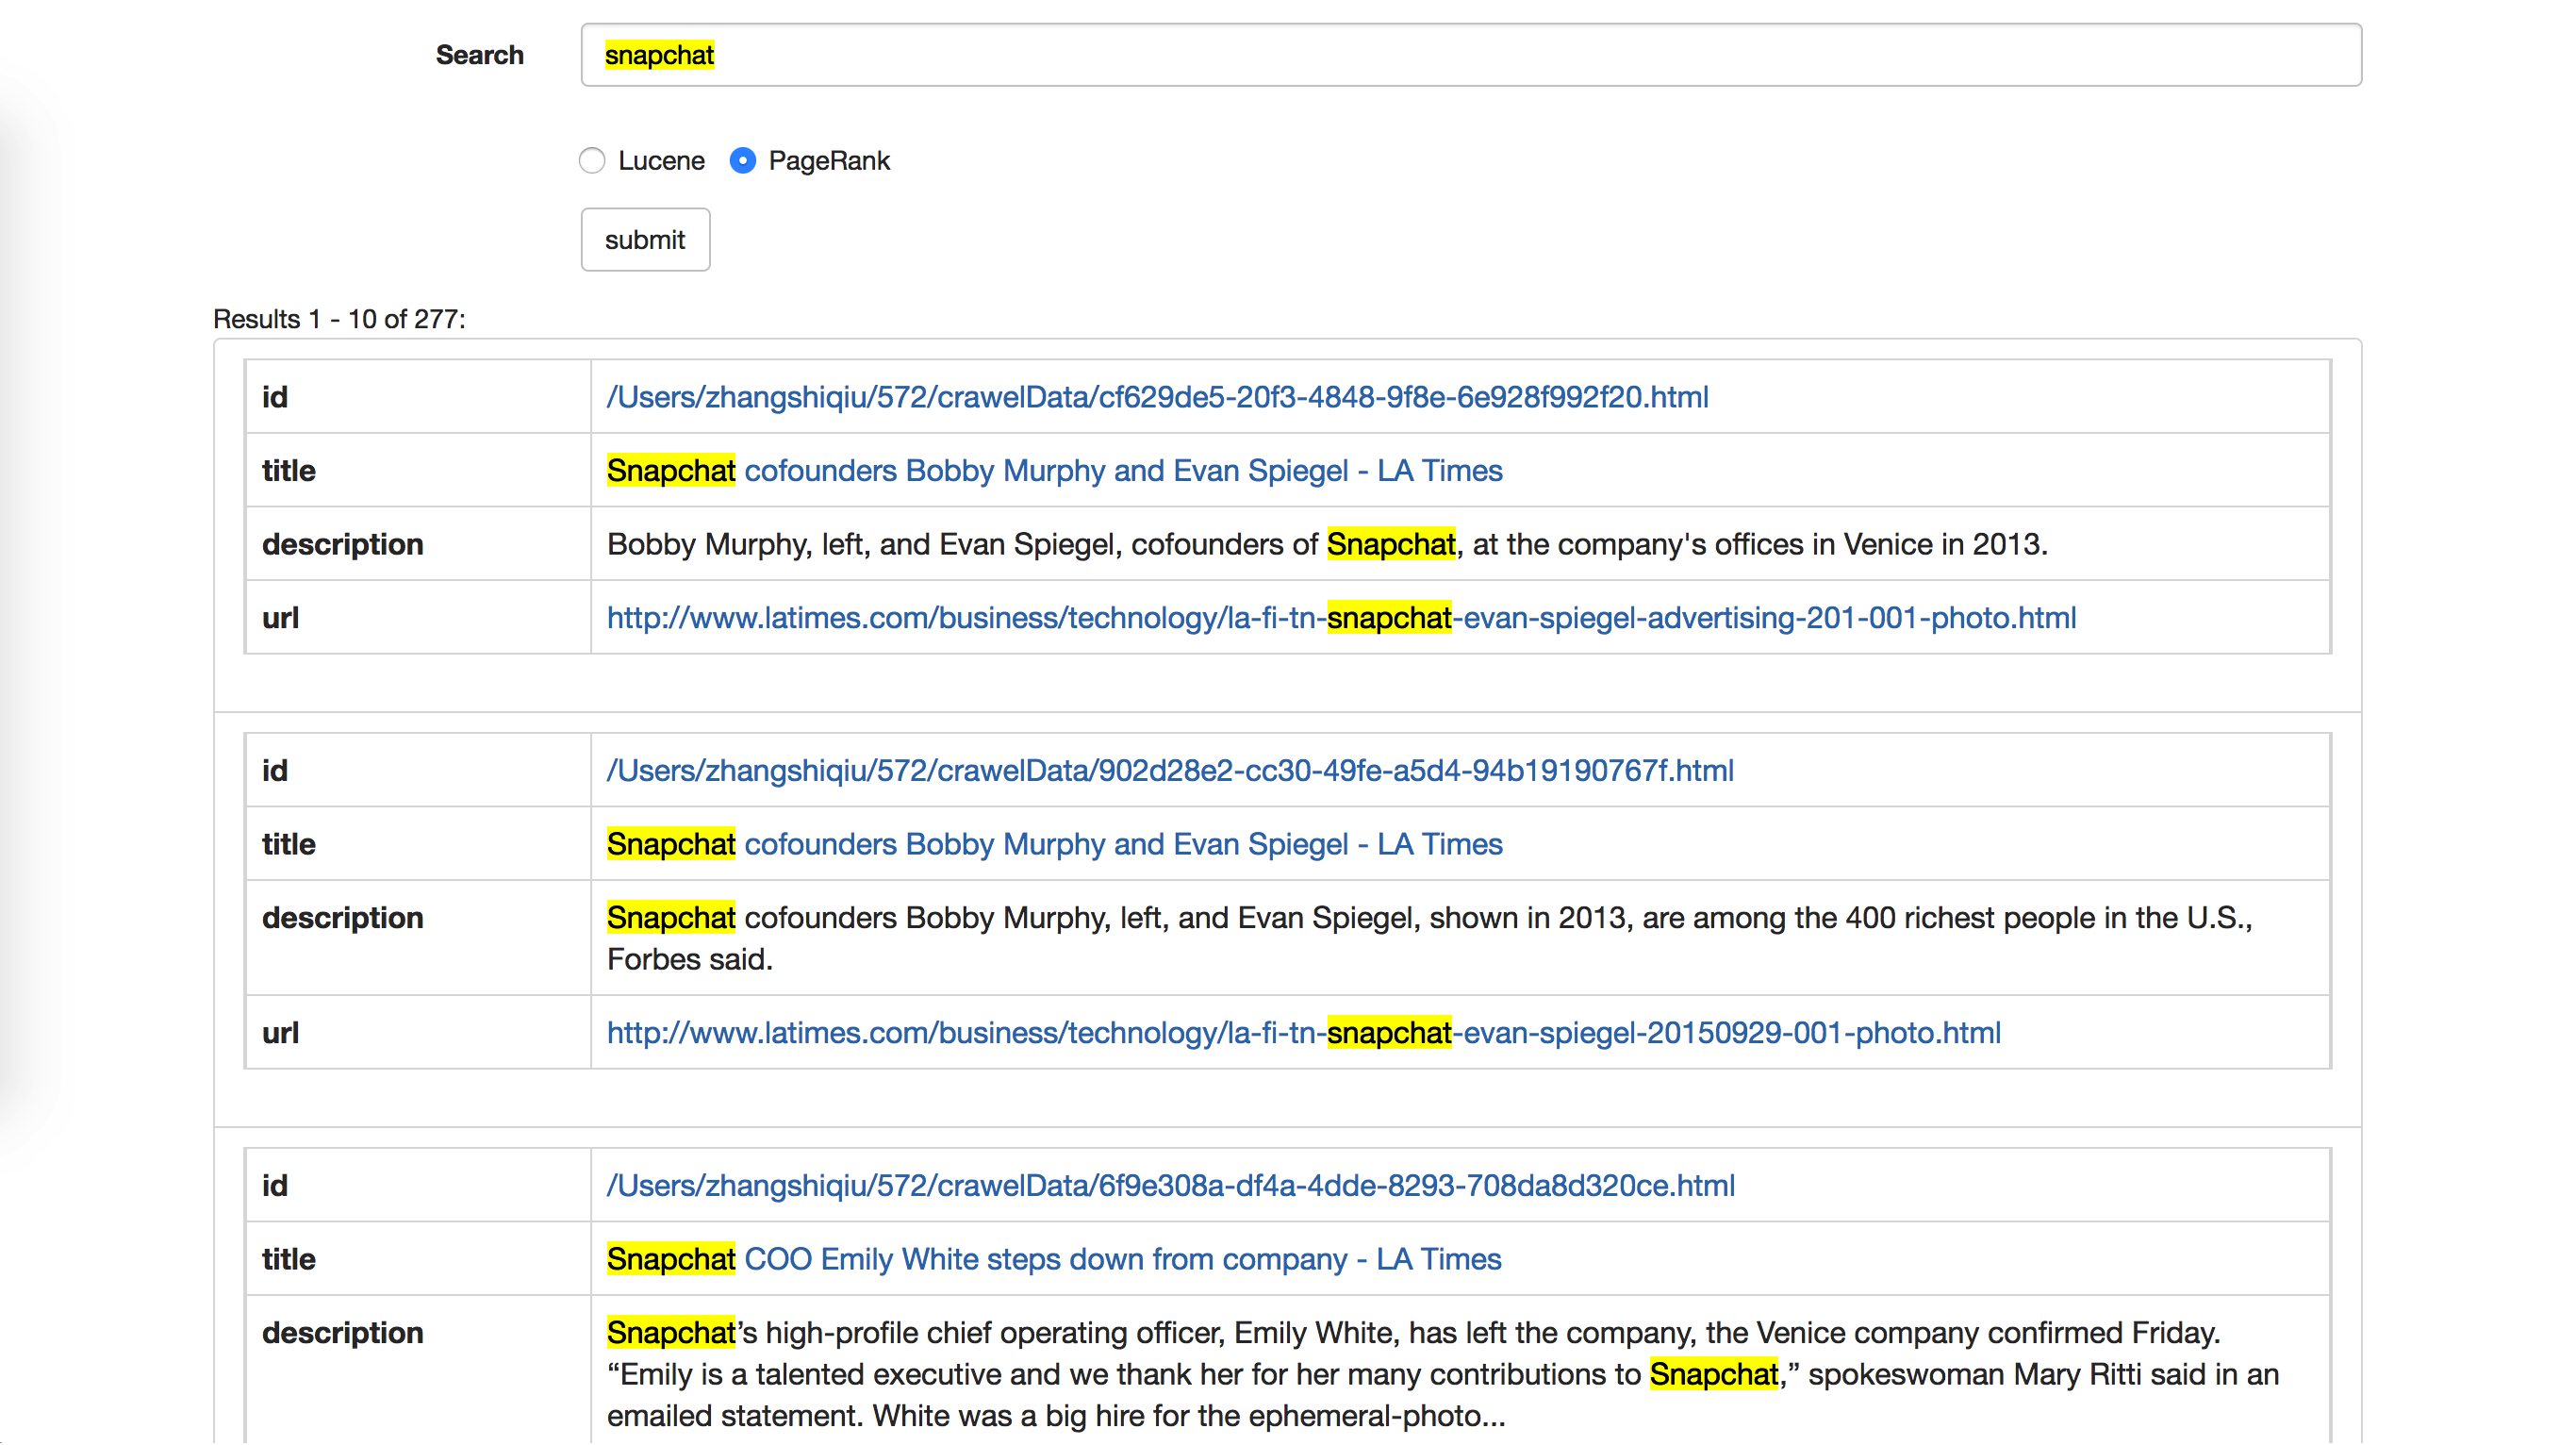 Search snapchat
Lucene PageRank
submit
Results 1 - 10 of 277:
id /Users/zhangshiqiu/572/crawelData/cf629de5-20f3-4848-9f8e-6e928f992f20.html
title Snapchat cofounders Bobby Murphy and Evan Spiegel - LA Times
description Bobby Murphy, left, and Evan Spiegel, cofounders of Snapchat, at the company's offices in Venice in 2013.
url http://www.latimes.com/business/technology/la-fi-tn-snapchat-evan-spiegel-advertising-201-001-photo.html
id /Users/zhangshiqiu/572/crawelData/902d28e2-cc30-49fe-a5d4-94b19190767f.html
title Snapchat cofounders Bobby Murphy and Evan Spiegel - LA Times
description Snapchat cofounders Bobby Murphy, left, and Evan Spiegel, shown in 2013, are among the 400 richest people in the U.S.,
Forbes said.
url http://www.latimes.com/business/technology/la-fi-tn-snapchat-evan-spiegel-20150929-001-photo.html
id /Users/zhangshiqiu/572/crawelData/6f9e308a-df4a-4dde-8293-708da8d320ce.html
title Snapchat COO Emily White steps down from company - LA Times
description Snapchat’s high-profile chief operating officer, Emily White, has left the company, the Venice company confirmed Friday.
“Emily is a talented executive and we thank her for her many contributions to Snapchat,” spokeswoman Mary Ritti said in an
emailed statement. White was a big hire for the ephemeral-photo...